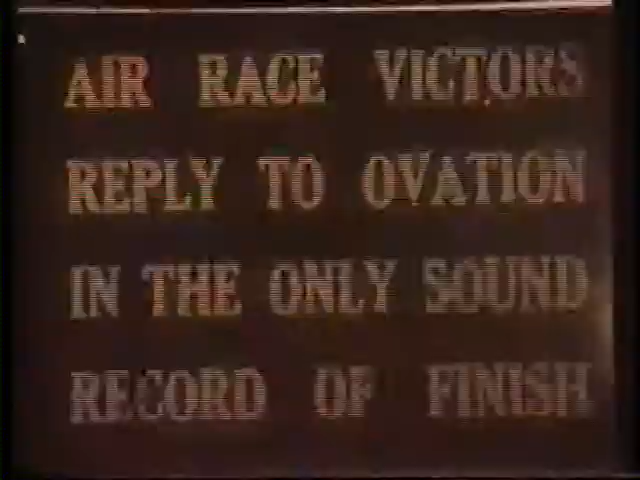 AIR RACE VICTORS
REPLY TO OVATION
IN THE ONLY SOUND
RECORD OF FINISH